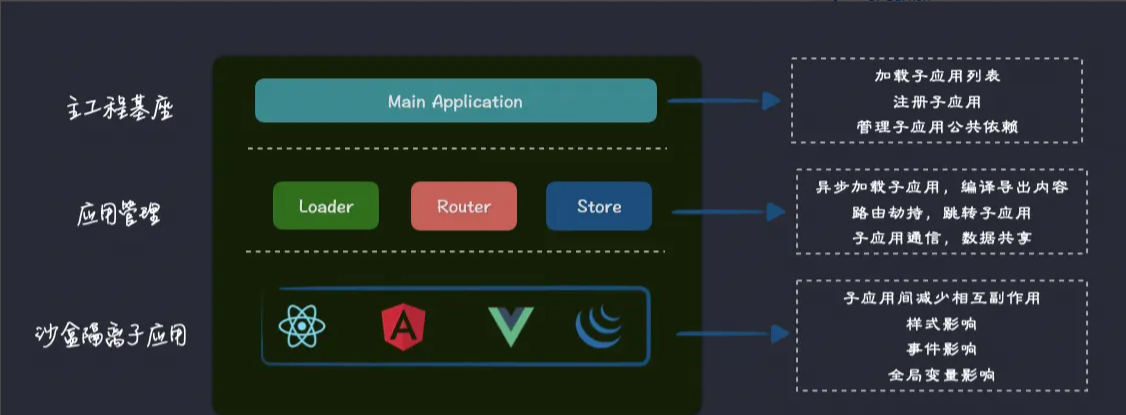 主工程基座
Main Application
加载子应用列表
注册子应用
管理子应用公共依赖
应用管理
Loader
Router
Store
异步加载子应用，编译导出内容
路由劫持，跳转子应用
子应用通信，数据共享
沙盒隔离子应用
A
子应用间减少相互副作用
样式影响
事件影响
全局变量影响